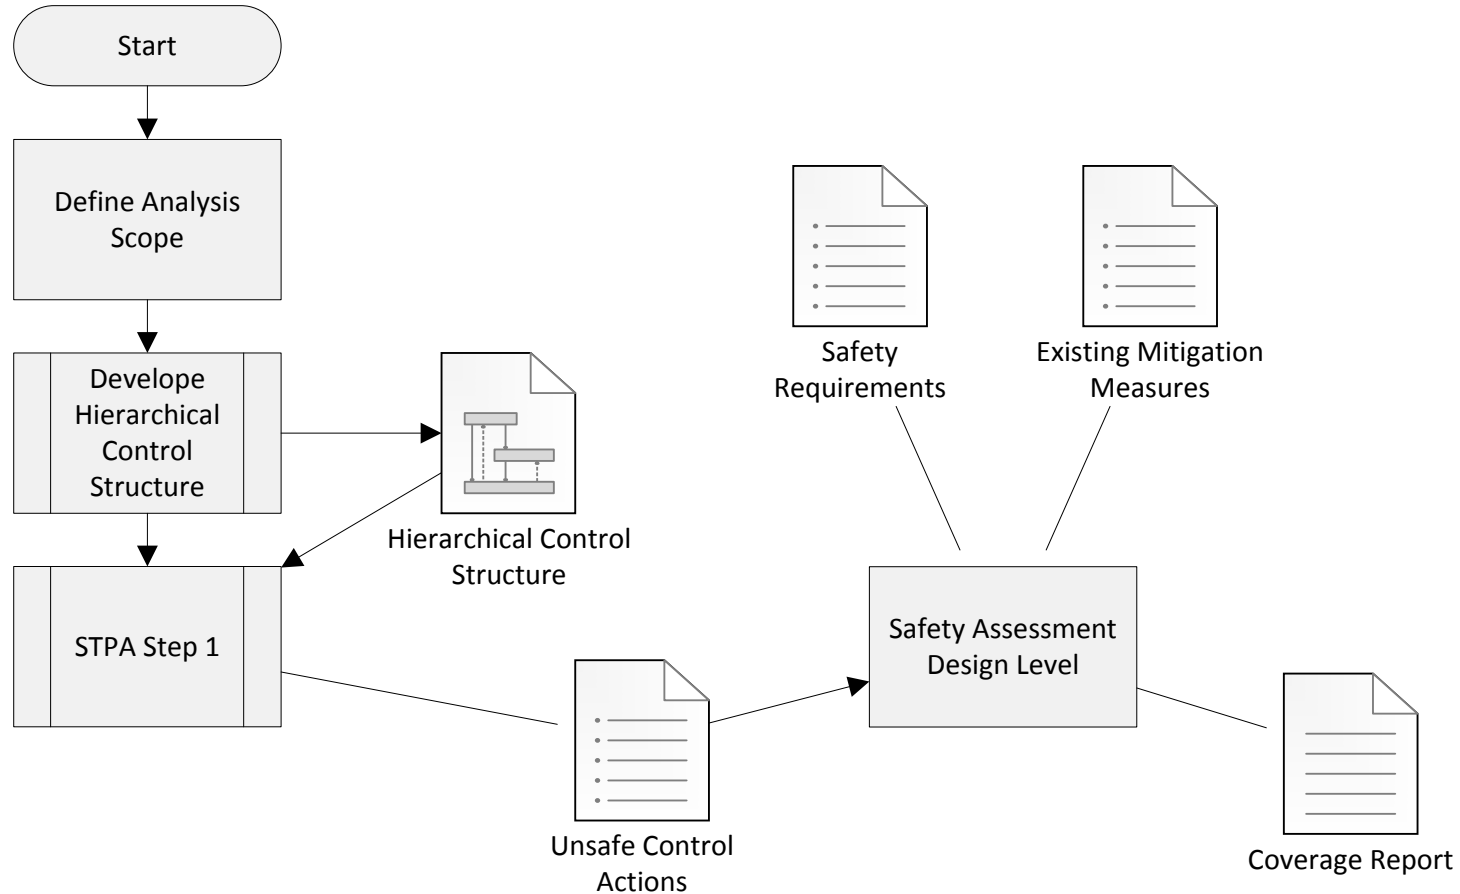 Start
Define Analysis
Scope
Develope
Hierarchical
Control
Structure
Hierarchical Control
Structure
STPA Step 1
Unsafe Control
Actions
Safety
Requirements
Existing Mitigation
Measures
Safety Assessment
Design Level
Coverage Report